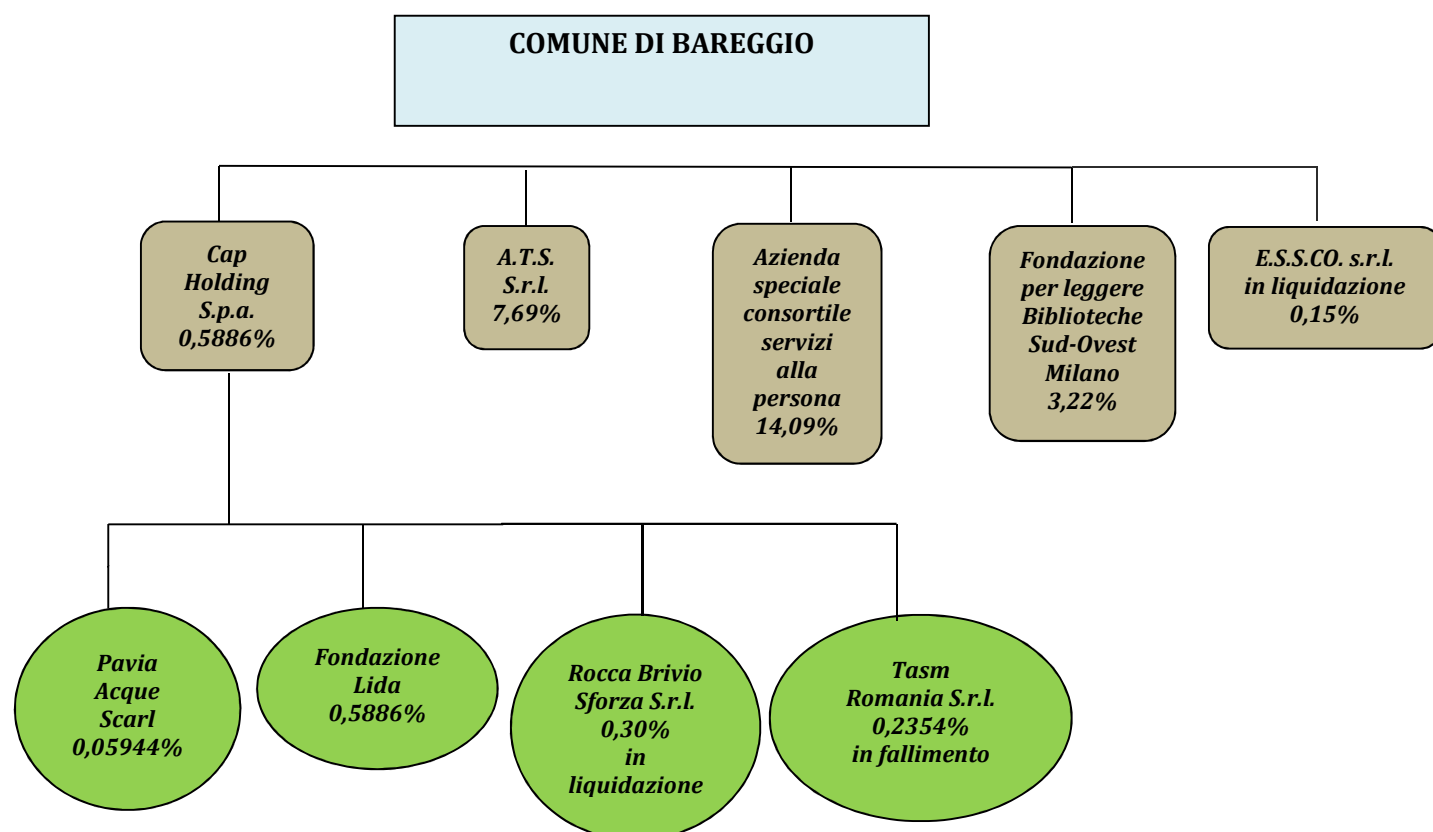 COMUNE DI BAREGGIO
Cap
Holding
S.p.a.
0,5886%
A.T.S.
S.r.l.
7,69%
Azienda
speciale
consortile
servizi
alla
persona
14,09%
Fondazione
per leggere
Biblioteche
Sud-Ovest
Milano
3,22%
E.S.S.CO. s.r.l.
in liquidazione
0,15%
Pavia
Acque
Scarl
0,05944%
Fondazione
Lida
0,5886%
Rocca Brivio
Sforza S.r.l.
0,30%
in
liquidazione
Tasm
Romania S.r.l.
0,2354%
in fallimento